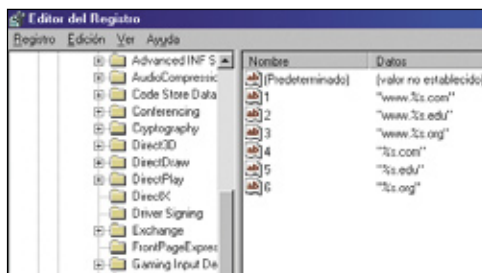 Editor del Registro
Registro Edición Ver Ayuda
Advanced INF S
AudioCompressic
Code Store Data
Conferencing
Cryptography
Direct3D
DirectDraw
DirectPlay
DirectX
Driver Signing
Exchange
FrontPageExpres
Gaming Input De
Nombre Datos
(Predeterminado) (valor no establecido)
1 "www.%s.com"
2 "www.%s.edu"
3 "www.%s.org"
4 "%s.com"
5 "%s.edu"
6 "%s.org"